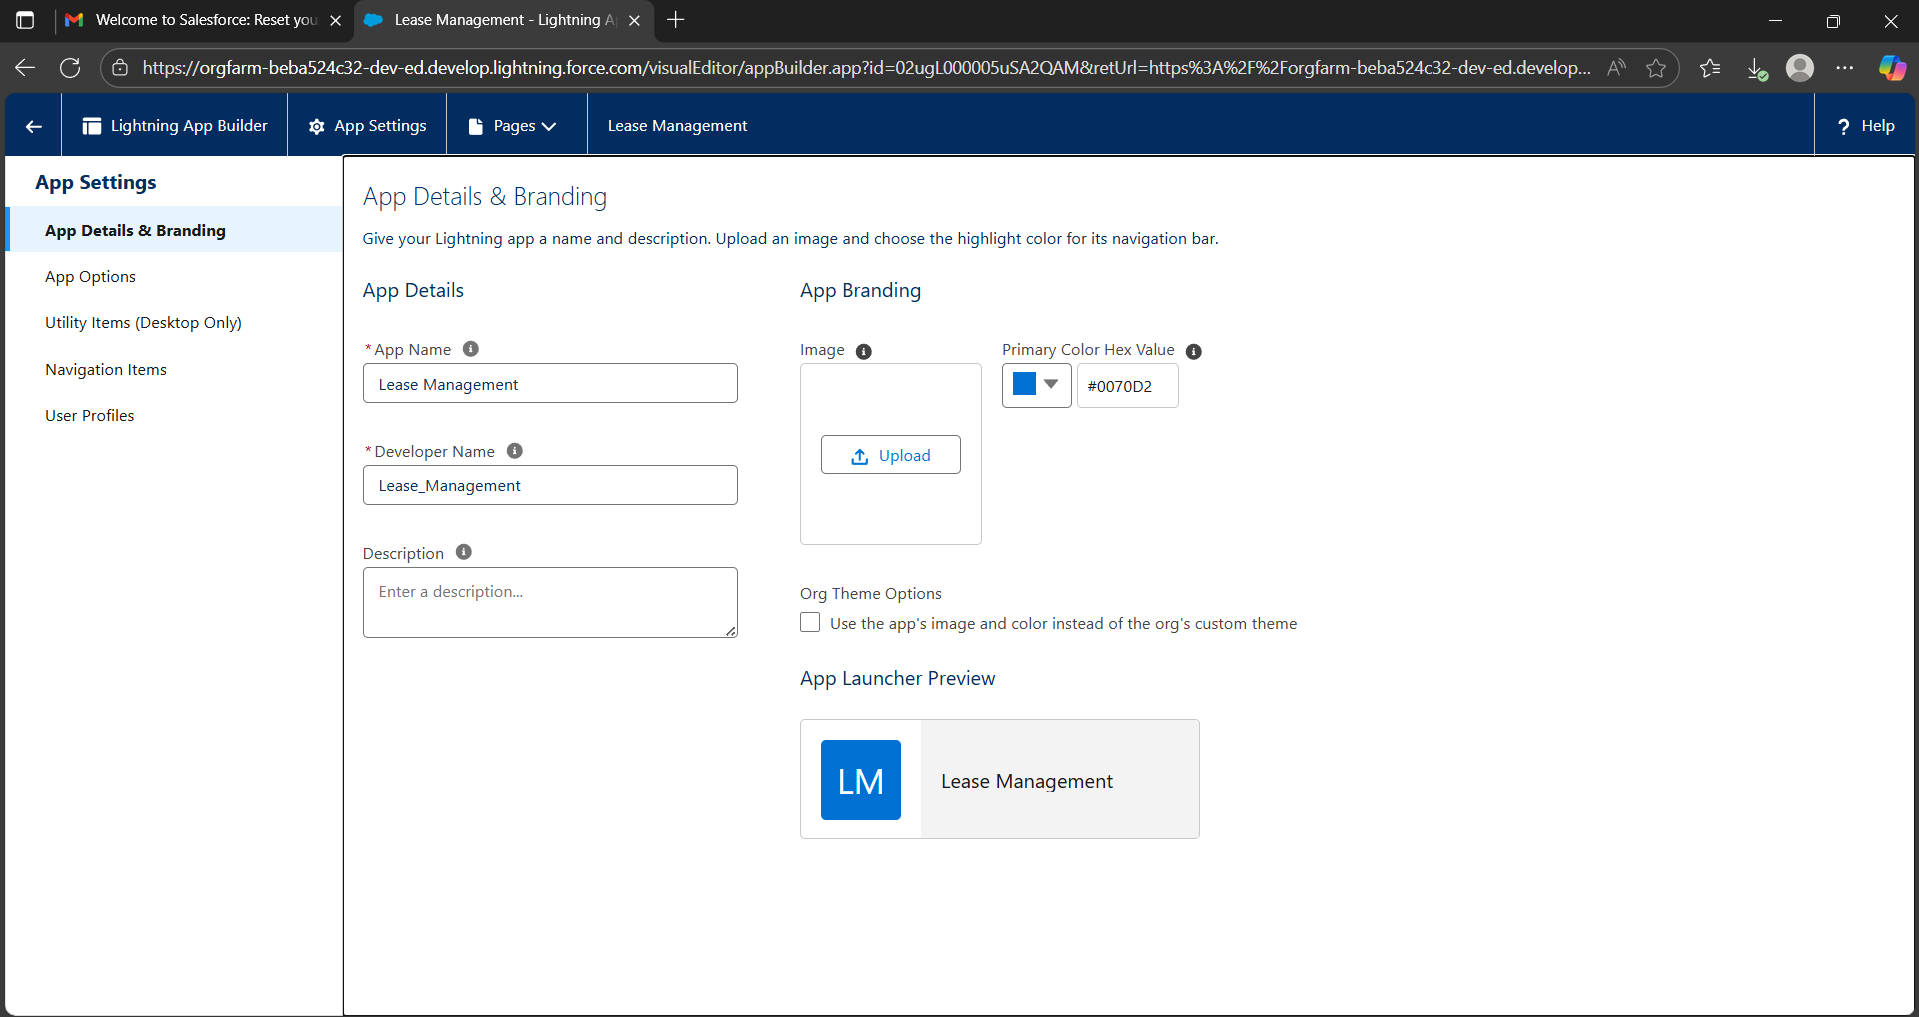 Welcome to Salesforce: Reset you
Lease Management - Lightning A
https://orgfarm-beba524c32-dev-ed.develop.lightning.force.com/visualEditor/appBuilder.app?id=02ugL000005uSA2QAM&retUrl=https%3A%2F%2Forgfarm-beba524c32-dev-ed.develop...
Lightning App Builder
App Settings
Pages
Lease Management
? Help
App Settings
App Details & Branding
App Options
Utility Items (Desktop Only)
Navigation Items
User Profiles
App Details & Branding
Give your Lightning app a name and description. Upload an image and choose the highlight color for its navigation bar.
App Details
*App Name
Lease Management
*Developer Name
Lease_Management
Description
Enter a description...
App Branding
Image
Primary Color Hex Value
#0070D2
Upload
Org Theme Options
Use the app's image and color instead of the org's custom theme
App Launcher Preview
LM
Lease Management